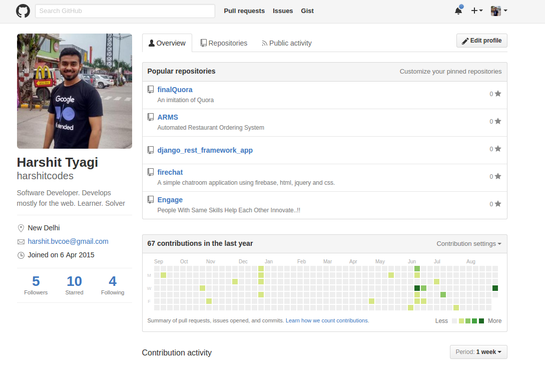 Search GitHub
Pull requests Issues Gist
Overview Repositories Public activity
Edit profile
Popular repositories
Customize your pinned repositories
finalQuora
An imitation of Quora
0
ARMS
Automated Restaurant Ordering System
0
django_rest_framework_app
0
firechat
A simple chatroom application using firebase, html, jquery and css.
0
Engage
People With Same Skills Help Each Other Innovate..!!
0
Google
Harshit Tyagi
harshitcodes
Software Developer. Develops
mostly for the web. Learner. Solver
New Delhi
harshit.bvcoe@gmail.com
Joined on 6 Apr 2015
5 10 4
Followers Starred Following
67 contributions in the last year
Contribution settings
Sep Oct Nov Dec Jan Feb Mar Apr May Jun Jul Aug
M
W
F
Summary of pull requests, issues opened, and commits. Learn how we count contributions.
Less More
Contribution activity
Period: 1 week